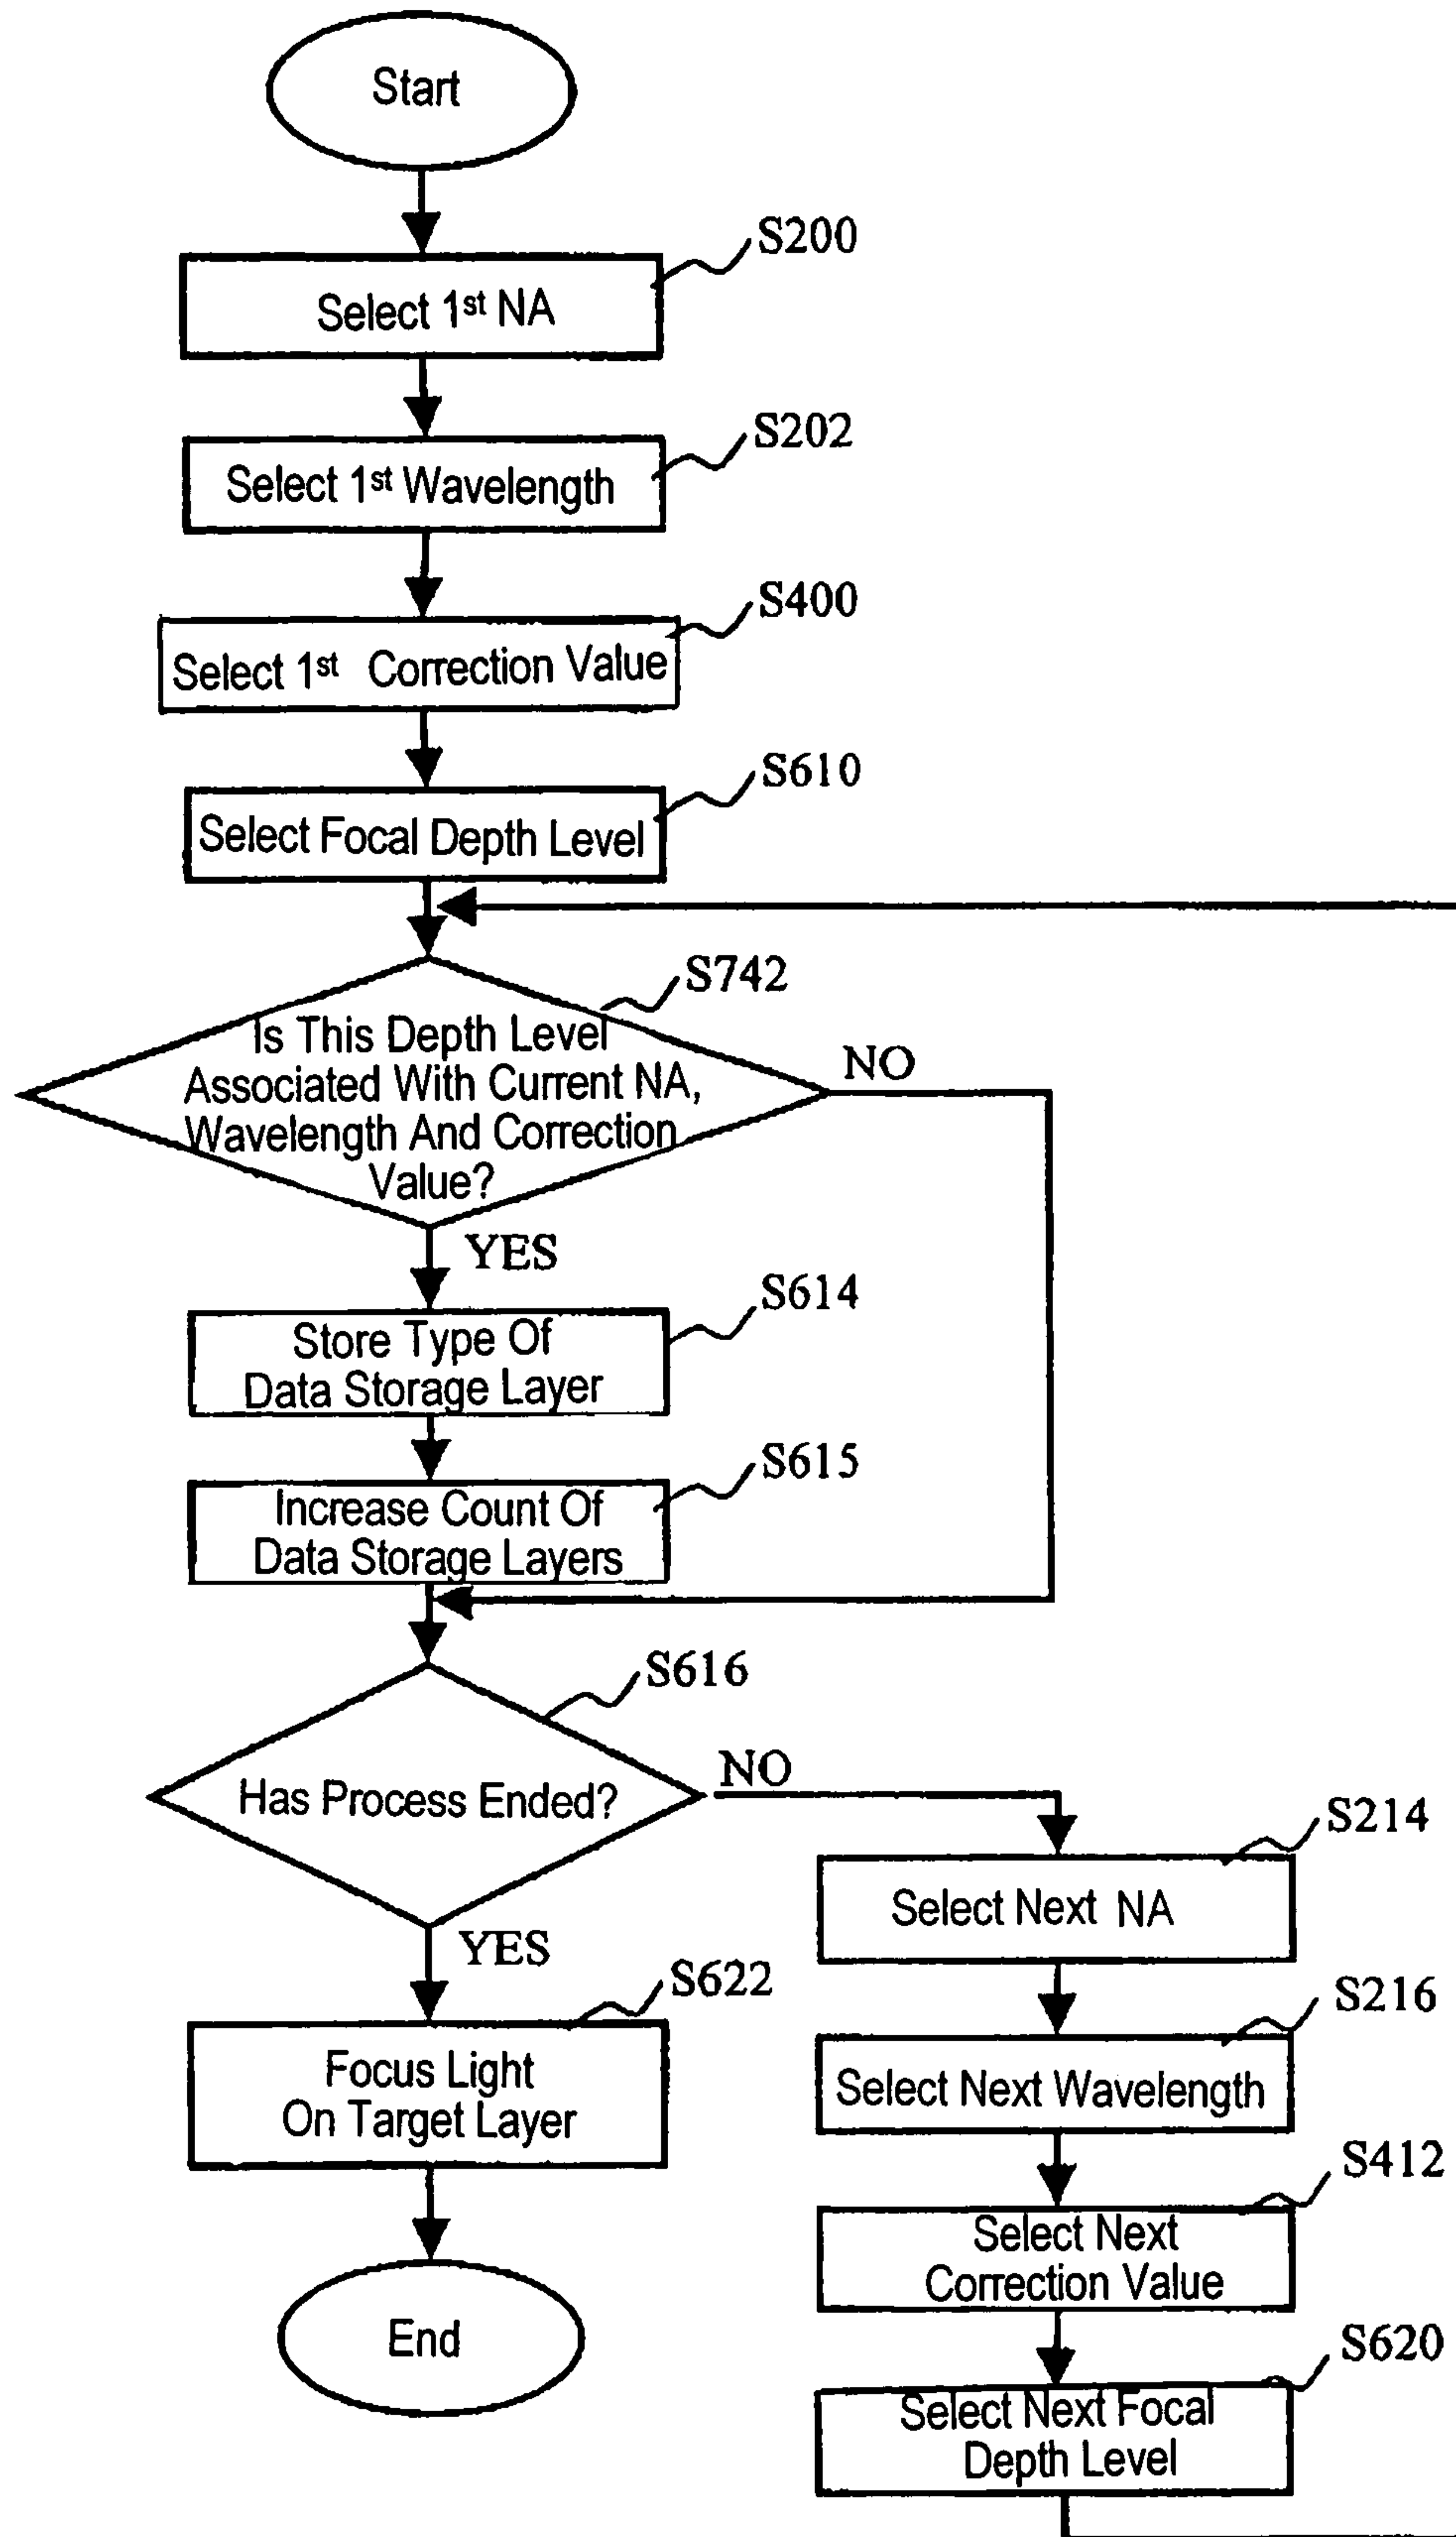 Start
S200
Select 1st NA
S202
Select 1st Wavelength
S400
Select 1st Correction Value
S610
Select Focal Depth Level
S742
Is This Depth Level
Associated With Current NA,
Wavelength And Correction
Value?
NO
YES
S614
Store Type Of
Data Storage Layer
S615
Increase Count Of
Data Storage Layers
S616
Has Process Ended?
NO
YES
S214
Select Next NA
S216
Select Next Wavelength
S412
Select Next
Correction Value
S620
Select Next Focal
Depth Level
S622
Focus Light
On Target Layer
End